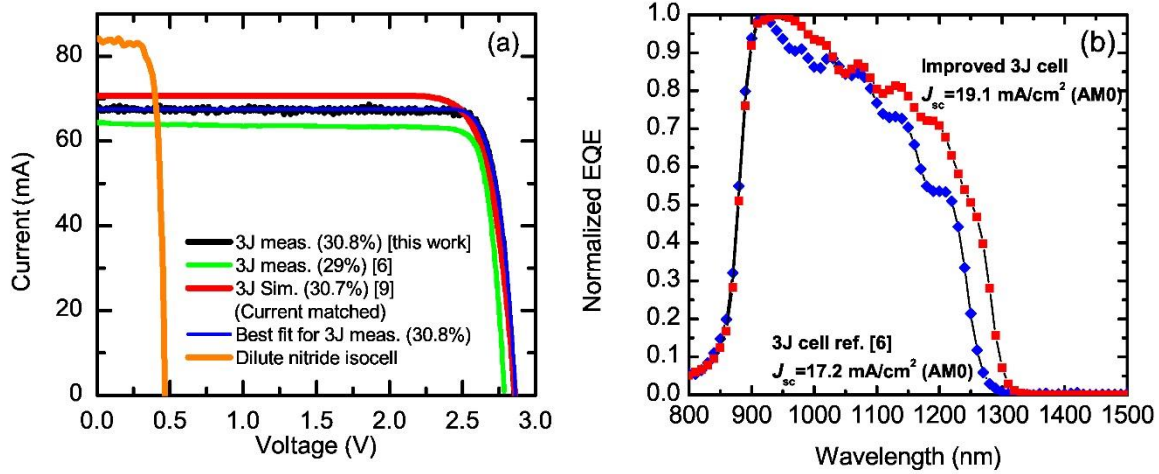 (a)
80
60
40
20
0
Current (mA)
3J meas. (30.8%) [this work]
3J meas. (29%) [6]
3J Sim. (30.7%) [9]
(Current matched)
Best fit for 3J meas. (30.8%)
Dilute nitride isocell
0.0 0.5 1.0 1.5 2.0 2.5 3.0
Voltage (V)
(b)
1.0
0.9
0.8
0.7
0.6
0.5
0.4
0.3
0.2
0.1
0.0
Normalized EQE
Improved 3J cell
Jsc=19.1 mA/cm² (AM0)
3J cell ref. [6]
Jsc=17.2 mA/cm² (AM0)
800 900 1000 1100 1200 1300 1400 1500
Wavelength (nm)